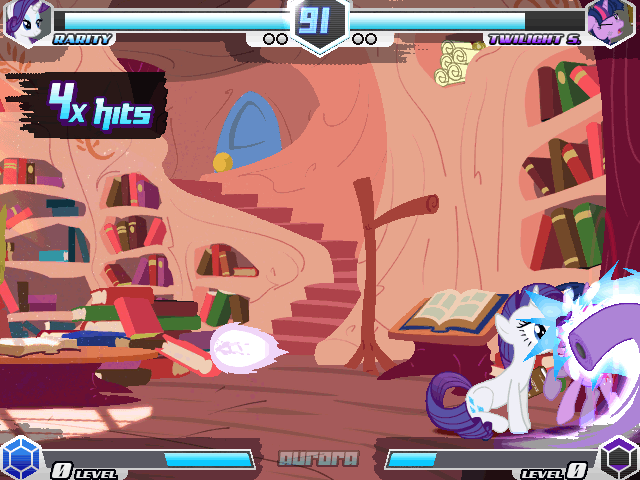 91
RARITY
TWILIGHT S.
4x hits
0 LEVEL
aurora
LEVEL 0